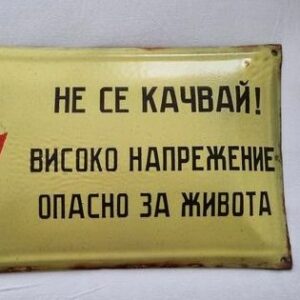 НЕ СЕ КАЧВАЙ!
ВИСОКО НАПРЕЖЕНИЕ
ОПАСНО ЗА ЖИВОТА